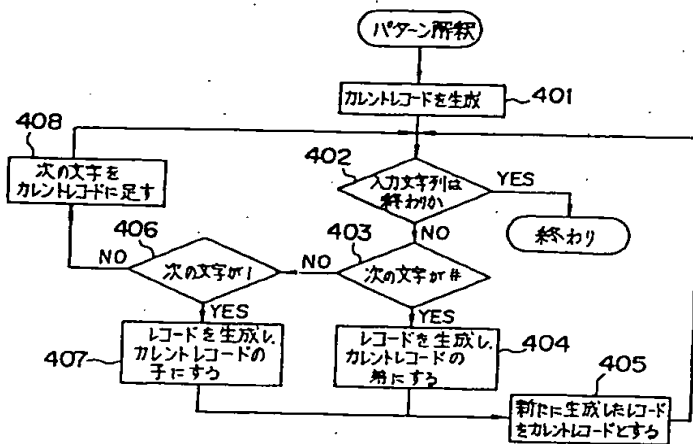 パターン解釈
カレントレコードを生成
401
408
次の文字を
カレントレコードに足す
402
入力文字列は
終わりか
YES
終わり
NO
406
403
NO
次の文字が/
NO
次の文字が#
YES
YES
レコードを生成し、
カレントレコードの
子にする
407
レコードを生成し、
カレントレコードの
弟にする
404
405
新たに生成したレコード
をカレントレコードとする